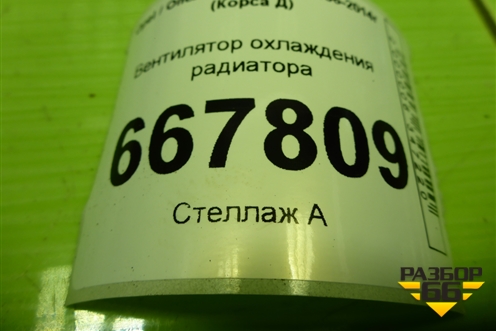 (Корса Д)
Вентилятор охлаждения
радиатора
667809
Стеллаж А
РАЗБОР
66